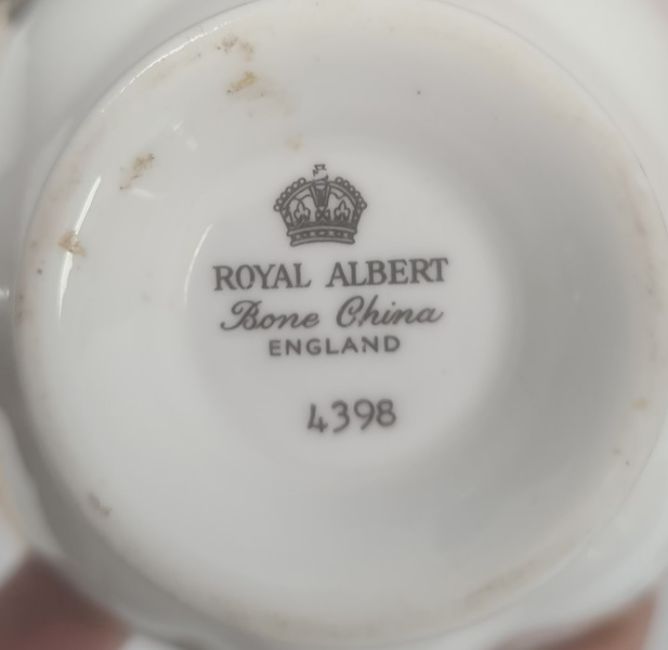 ROYAL ALBERT
Bone China
ENGLAND
4398